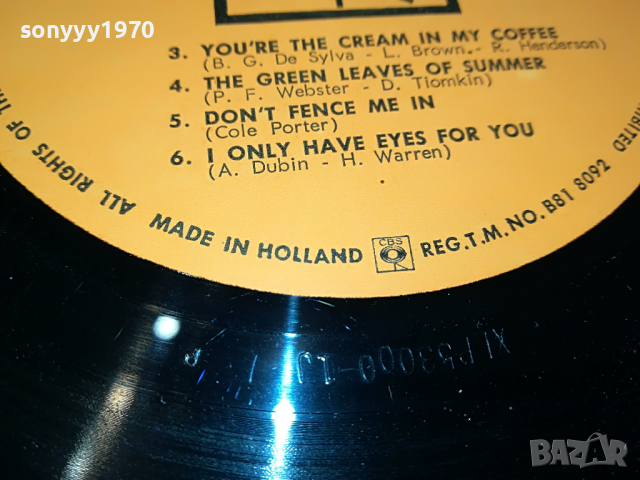 sonyyy1970
3. YOU'RE THE CREAM IN MY COFFEE
(B. G. De Sylva - L. Brown - R. Henderson)
4. THE GREEN LEAVES OF SUMMER
(P. F. Webster - D. Tiomkin)
5. DON'T FENCE ME IN
(Cole Porter)
6. I ONLY HAVE EYES FOR YOU
(A. Dubin - H. Warren)
ALL RIGHTS OF THE
MADE IN HOLLAND
CBS
REG.T.M.NO. B81 8092
BAZAR